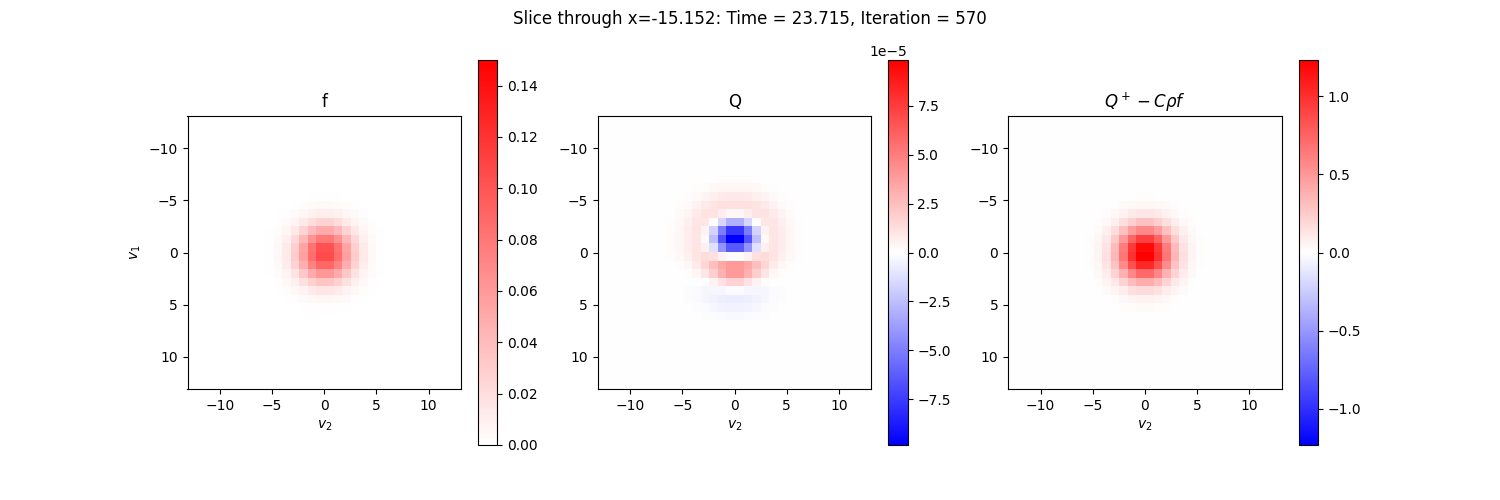 Slice through x=-15.152: Time = 23.715, Iteration = 570
f
−10
−5
0
5
10
v₁
−10 −5 0 5 10
v₂
0.14
0.12
0.10
0.08
0.06
0.04
0.02
0.00
Q
−10
−5
0
5
10
−10 −5 0 5 10
v₂
1e−5
7.5
5.0
2.5
0.0
−2.5
−5.0
−7.5
Q⁺ − Cρf
−10
−5
0
5
10
−10 −5 0 5 10
v₂
1.0
0.5
0.0
−0.5
−1.0